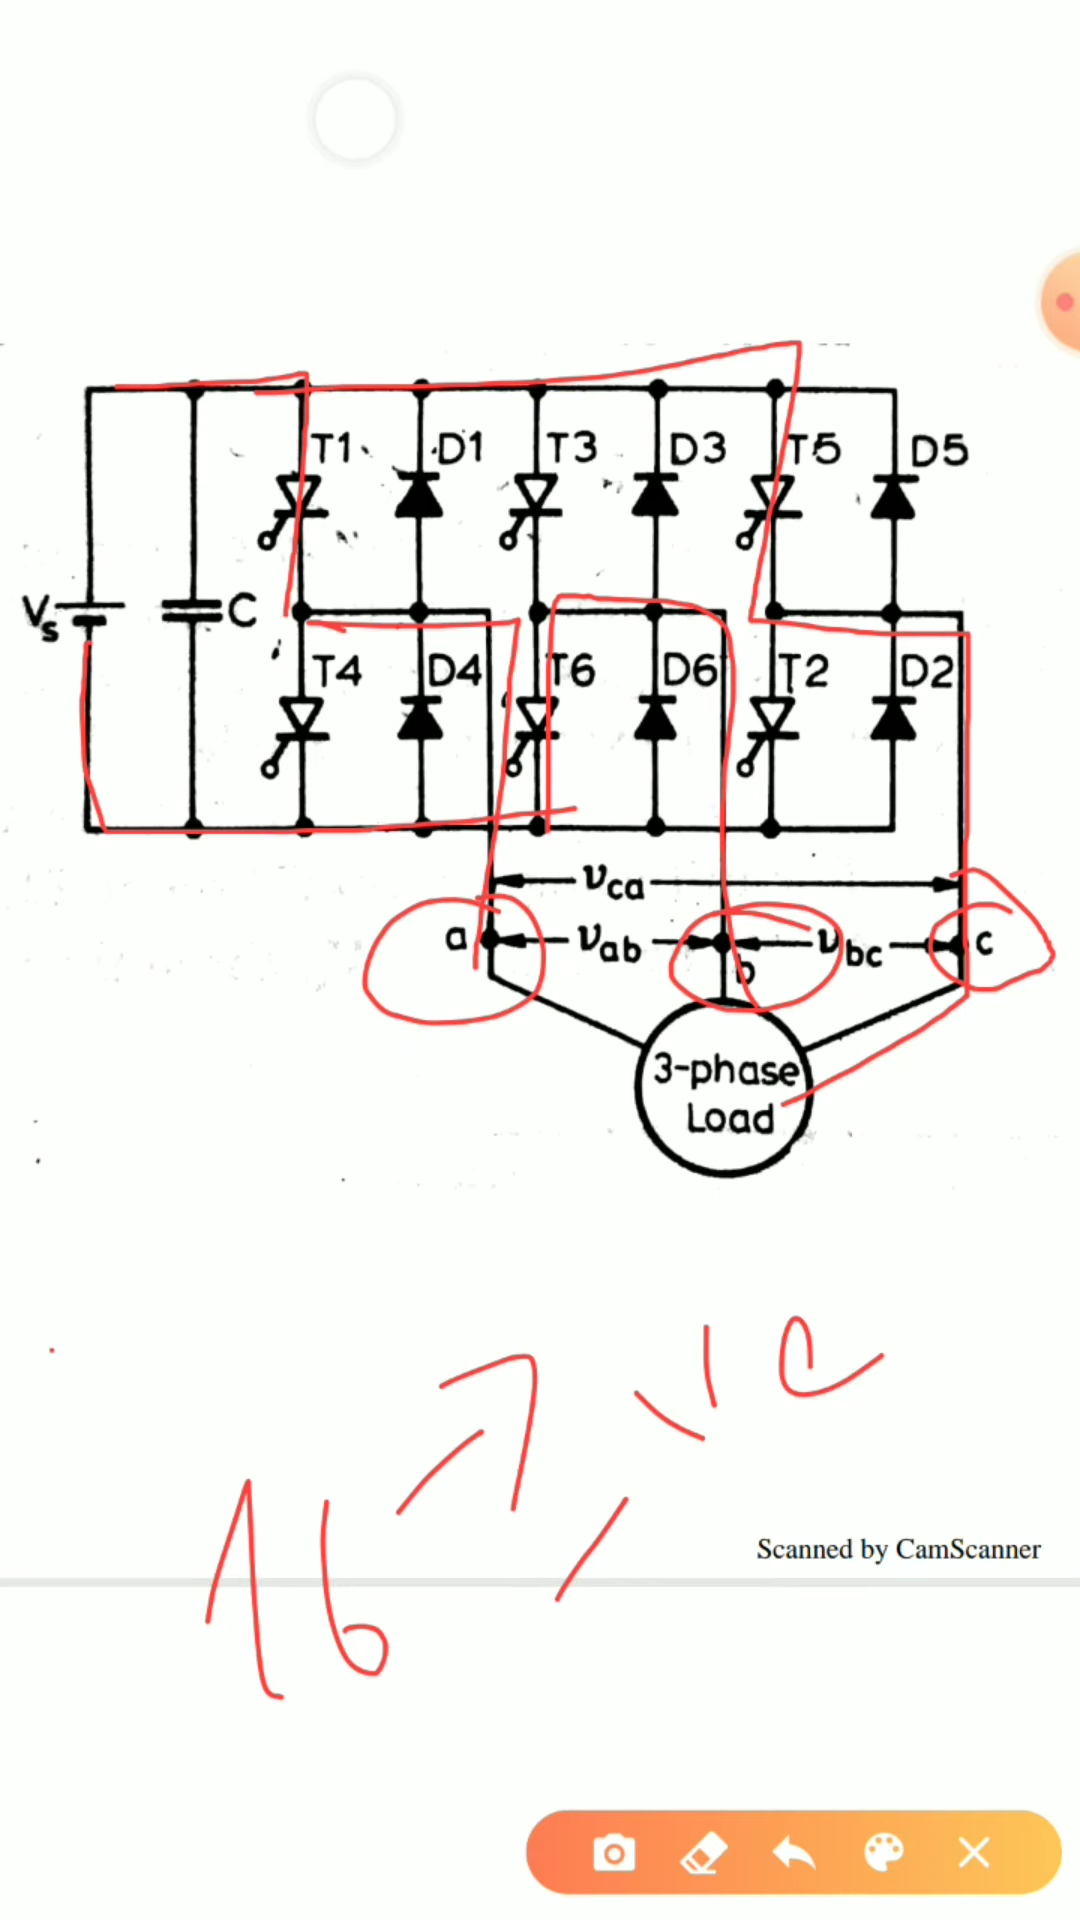 T1 D1 T3 D3 T5 D5
Vs C
T4 D4 T6 D6 T2 D2
vca
a vab vbc c
b
3-phase
Load
Scanned by CamScanner